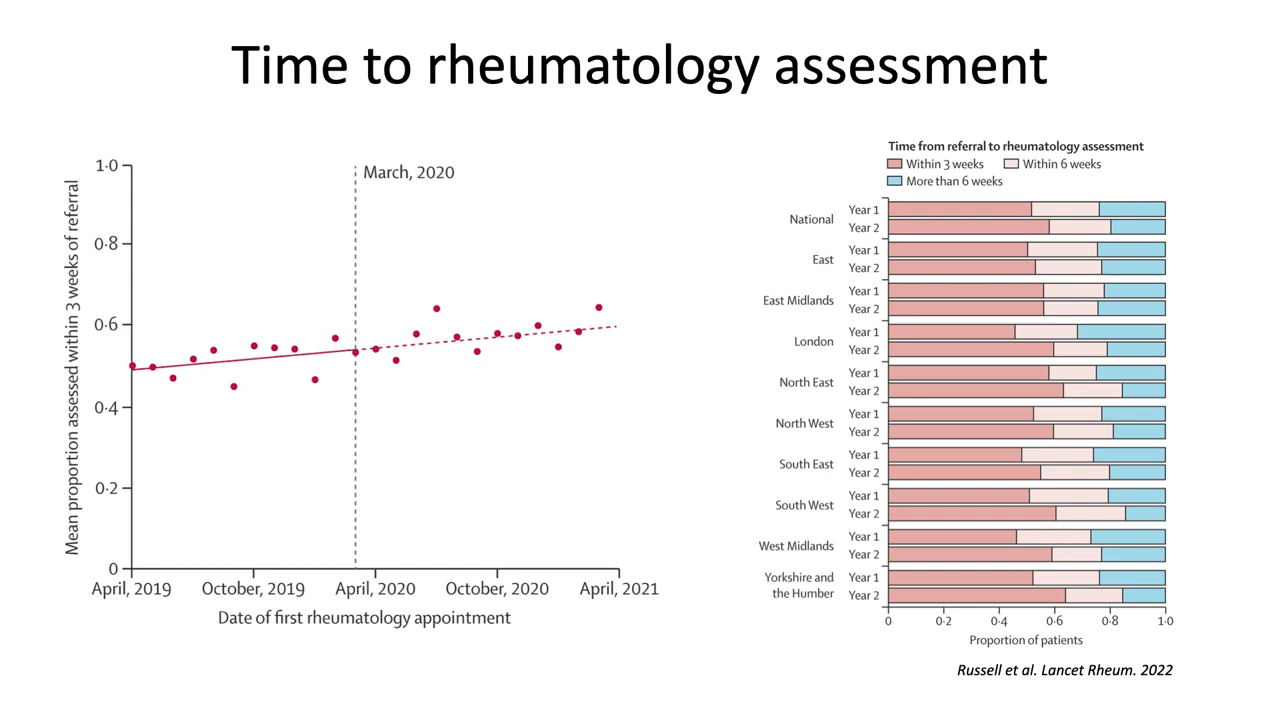 Time to rheumatology assessment
Mean proportion assessed within 3 weeks of referral
1·0
0·8
0·6
0·4
0·2
0
March, 2020
April, 2019
October, 2019
April, 2020
October, 2020
April, 2021
Date of first rheumatology appointment
Time from referral to rheumatology assessment
Within 3 weeks
Within 6 weeks
More than 6 weeks
National
Year 1
Year 2
East
Year 1
Year 2
East Midlands
Year 1
Year 2
London
Year 1
Year 2
North East
Year 1
Year 2
North West
Year 1
Year 2
South East
Year 1
Year 2
South West
Year 1
Year 2
West Midlands
Year 1
Year 2
Yorkshire and
the Humber
Year 1
Year 2
0
0·2
0·4
0·6
0·8
1·0
Proportion of patients
Russell et al. Lancet Rheum. 2022